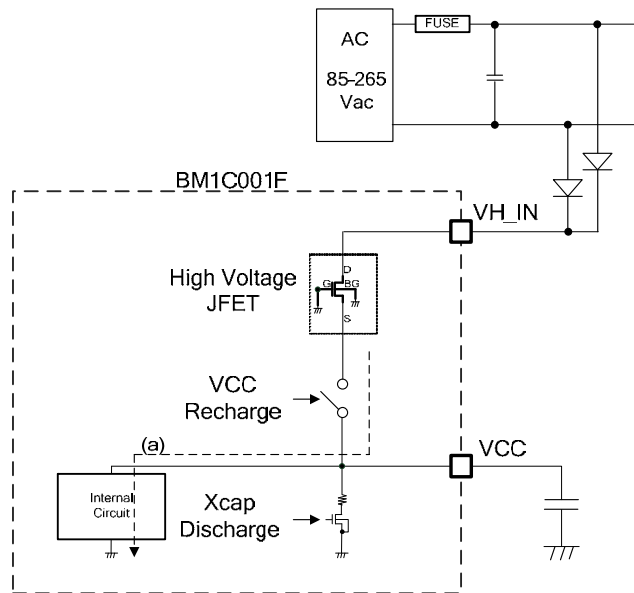 AC
FUSE
85-265
Vac
BM1C001F
VH_IN
High Voltage
JFET
D
G
BG
S
VCC
Recharge
(a)
VCC
Internal
Circuit
Xcap
Discharge